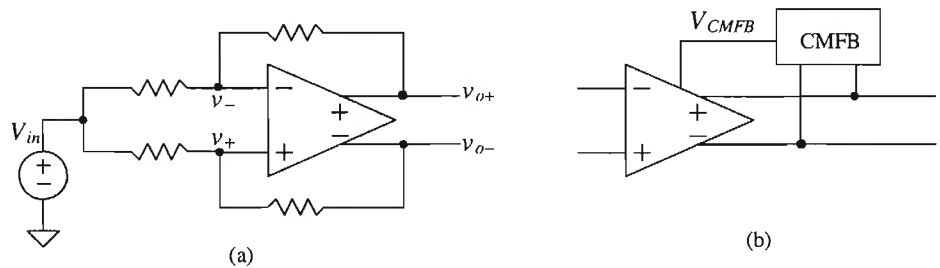 V_CMFB
CMFB
v_-
−
+
−
v_o+
V_in
v_+
+
v_o−
+
−
−
+
−
+
(a)
(b)